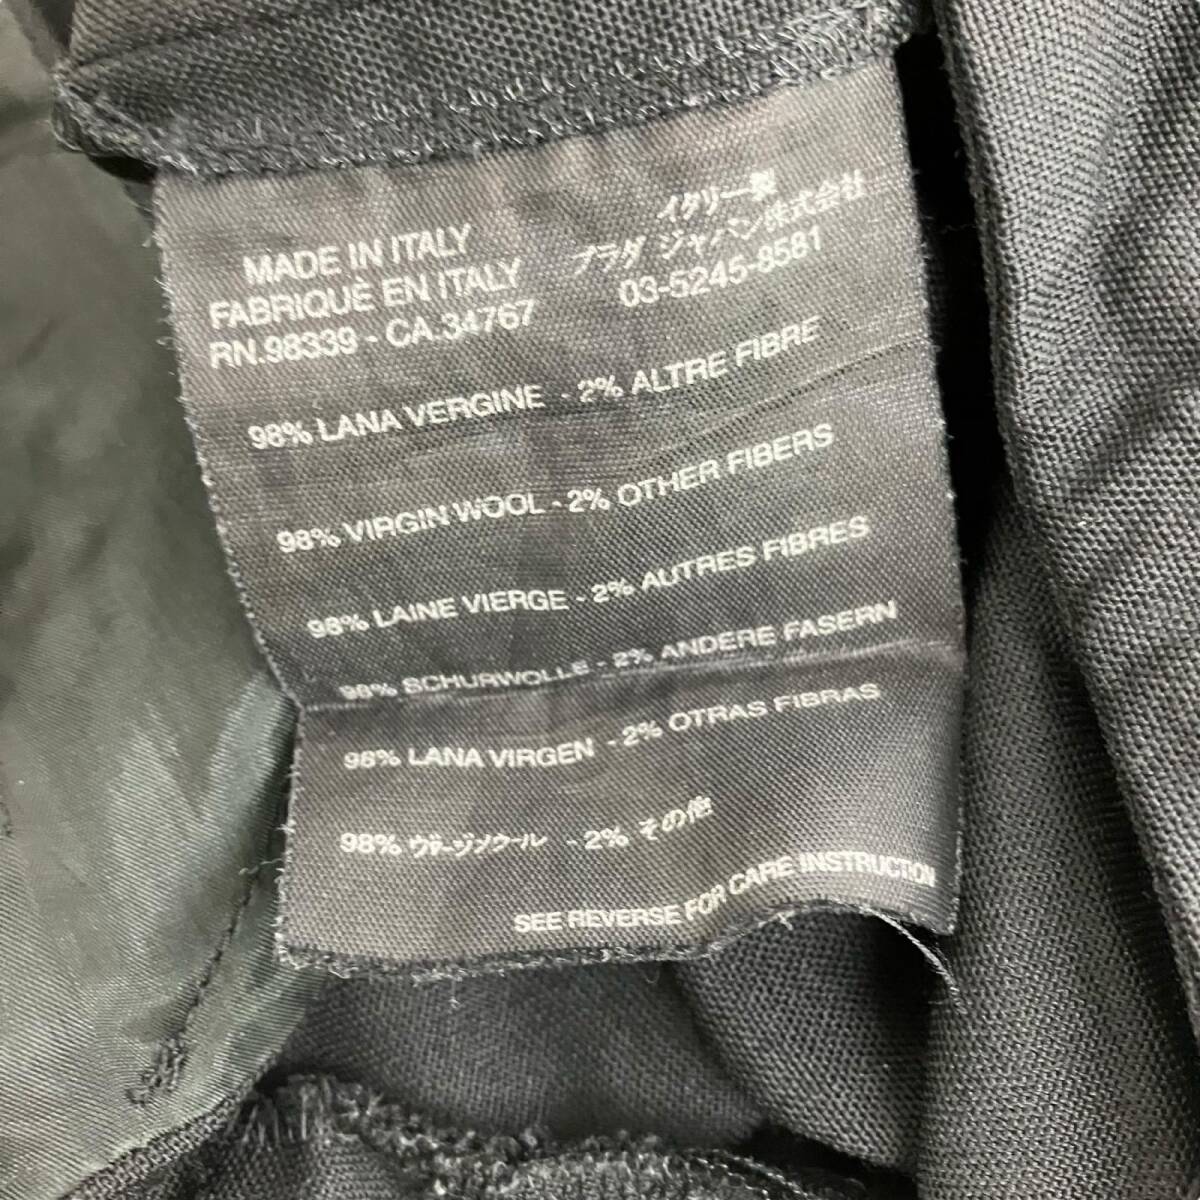 MADE IN ITALY
FABRIQUÈ EN ITALY
RN.98339 - CA.34767
イタリー製
プラダ ジャパン株式会社
03-5245-8581
98% LANA VERGINE - 2% ALTRE FIBRE
98% VIRGIN WOOL - 2% OTHER FIBERS
98% LAINE VIERGE - 2% AUTRES FIBRES
98% SCHURWOLLE - 2% ANDERE FASERN
98% LANA VIRGEN - 2% OTRAS FIBRAS
98% ヴァージンウール - 2% その他
SEE REVERSE FOR CARE INSTRUCTION